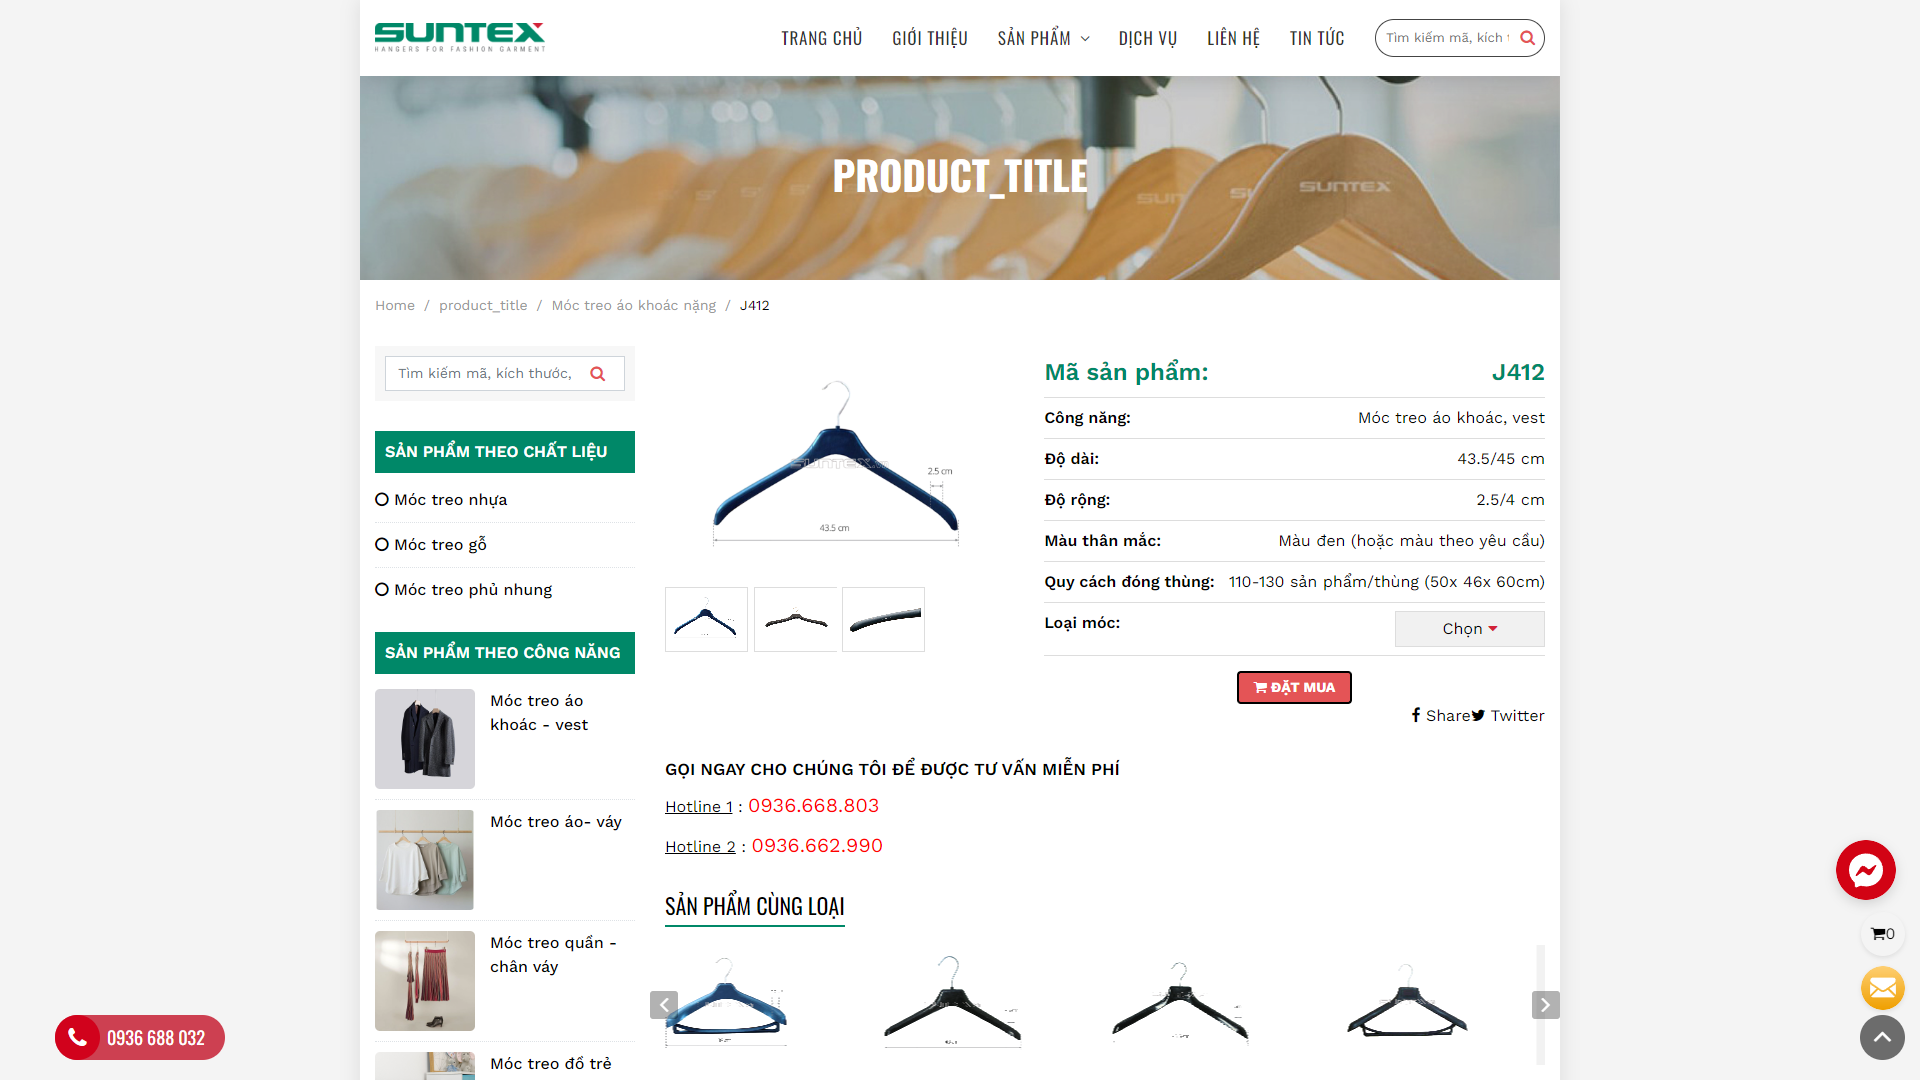 SUNTEX
HANGERS FOR FASHION GARMENT
TRANG CHỦ
GIỚI THIỆU
SẢN PHẨM
DỊCH VỤ
LIÊN HỆ
TIN TỨC
Tìm kiếm mã, kích
PRODUCT_TITLE
SUNTEX
Home / product_title / Móc treo áo khoác nặng / J412
Tìm kiếm mã, kích thước,
SẢN PHẨM THEO CHẤT LIỆU
Móc treo nhựa
Móc treo gỗ
Móc treo phủ nhung
SẢN PHẨM THEO CÔNG NĂNG
Móc treo áo
khoác - vest
Móc treo áo- váy
Móc treo quần -
chân váy
Móc treo đồ trẻ
SUNTEX
2.5 cm
43.5 cm
Mã sản phẩm: J412
Công năng: Móc treo áo khoác, vest
Độ dài: 43.5/45 cm
Độ rộng: 2.5/4 cm
Màu thân mắc: Màu đen (hoặc màu theo yêu cầu)
Quy cách đóng thùng: 110-130 sản phẩm/thùng (50x 46x 60cm)
Loại móc: Chọn
ĐẶT MUA
Share Twitter
GỌI NGAY CHO CHÚNG TÔI ĐỂ ĐƯỢC TƯ VẤN MIỄN PHÍ
Hotline 1 : 0936.668.803
Hotline 2 : 0936.662.990
SẢN PHẨM CÙNG LOẠI
0
0936 688 032